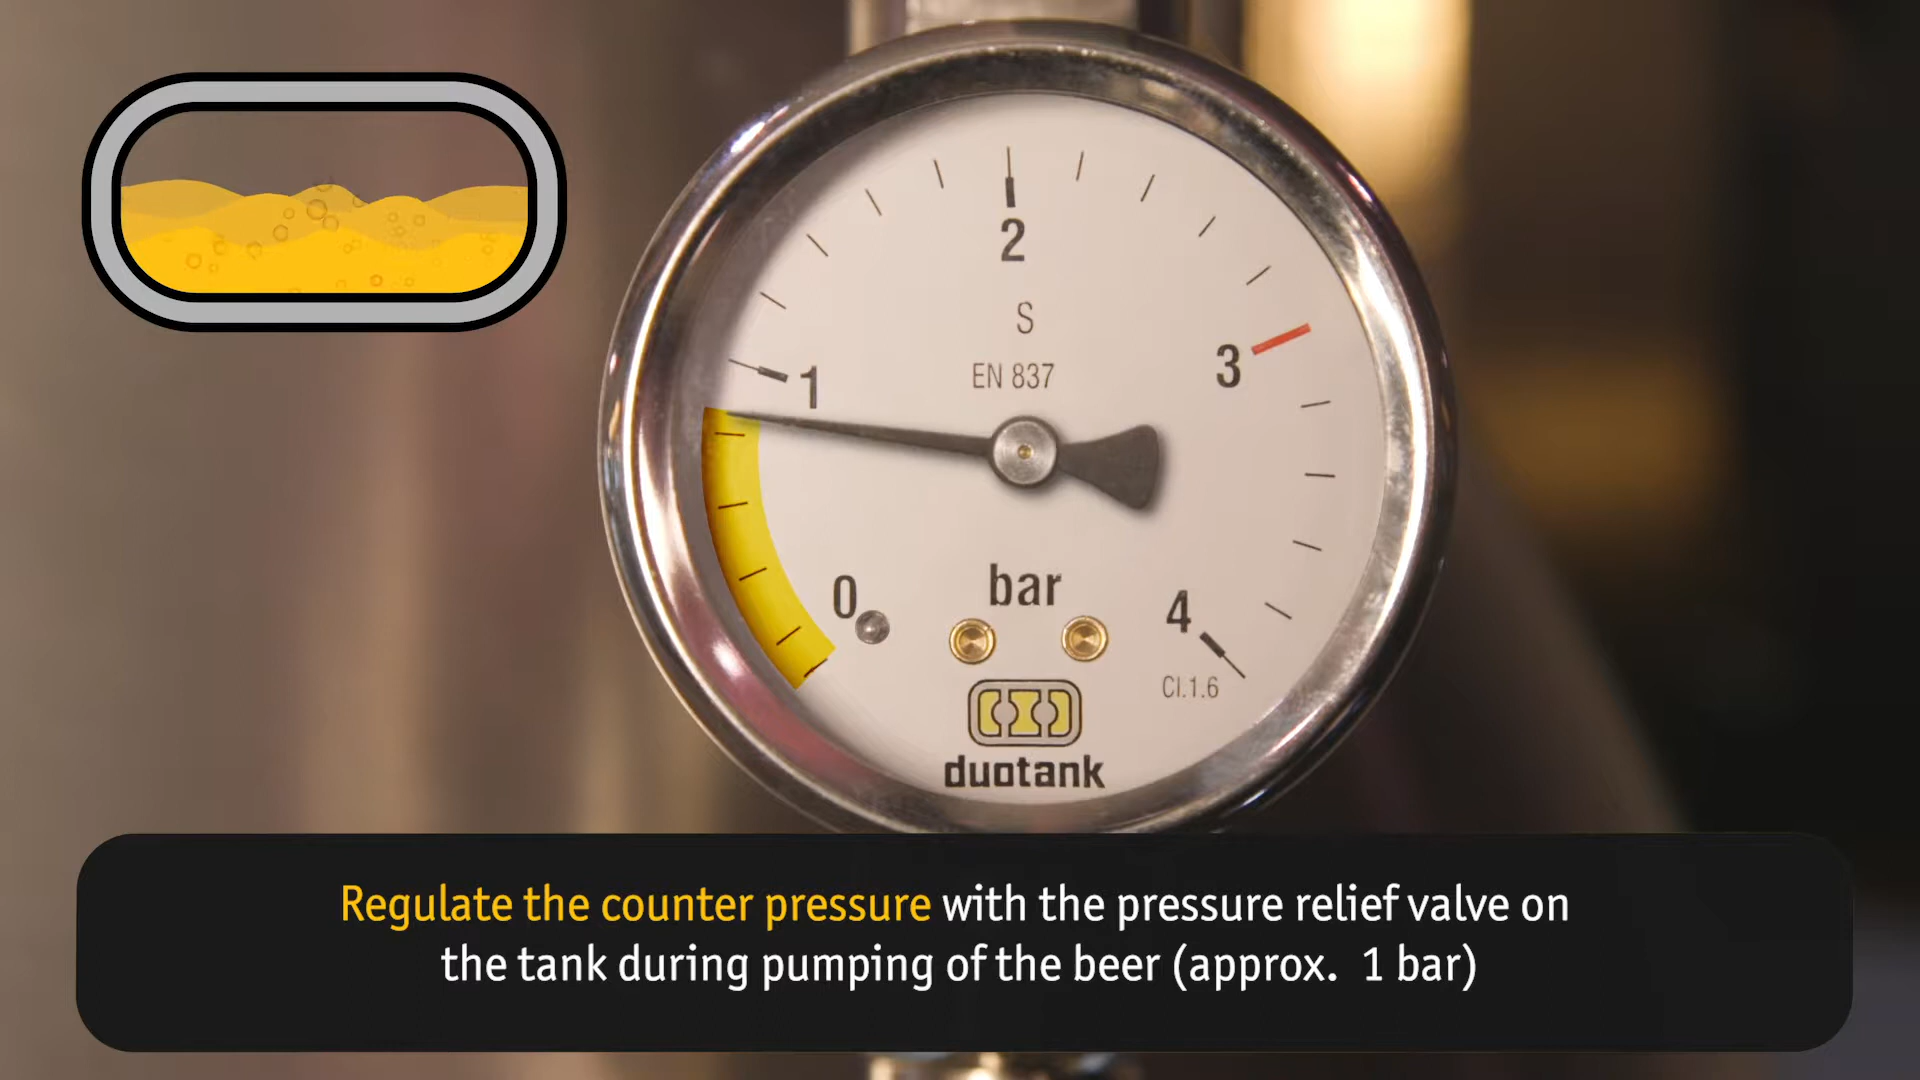 2
S
EN 837
1
3
0
bar
4
Cl.1.6
duotank
Regulate the counter pressure with the pressure relief valve on
the tank during pumping of the beer (approx. 1 bar)